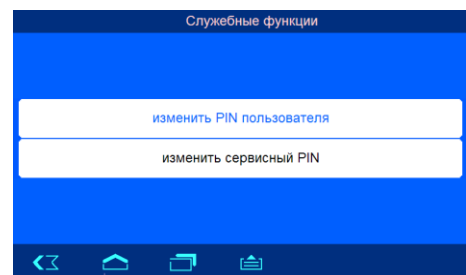 Служебные функции
изменить PIN пользователя
изменить сервисный PIN